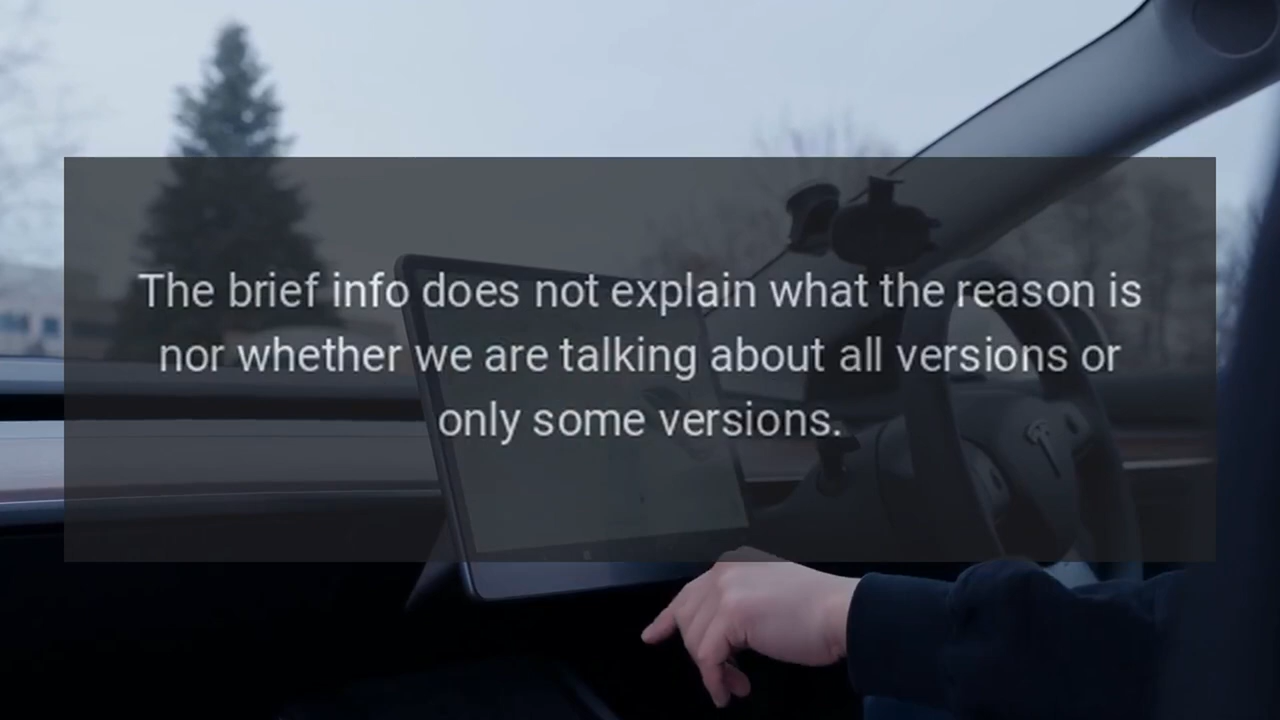 The brief info does not explain what the reason is
nor whether we are talking about all versions or
only some versions.